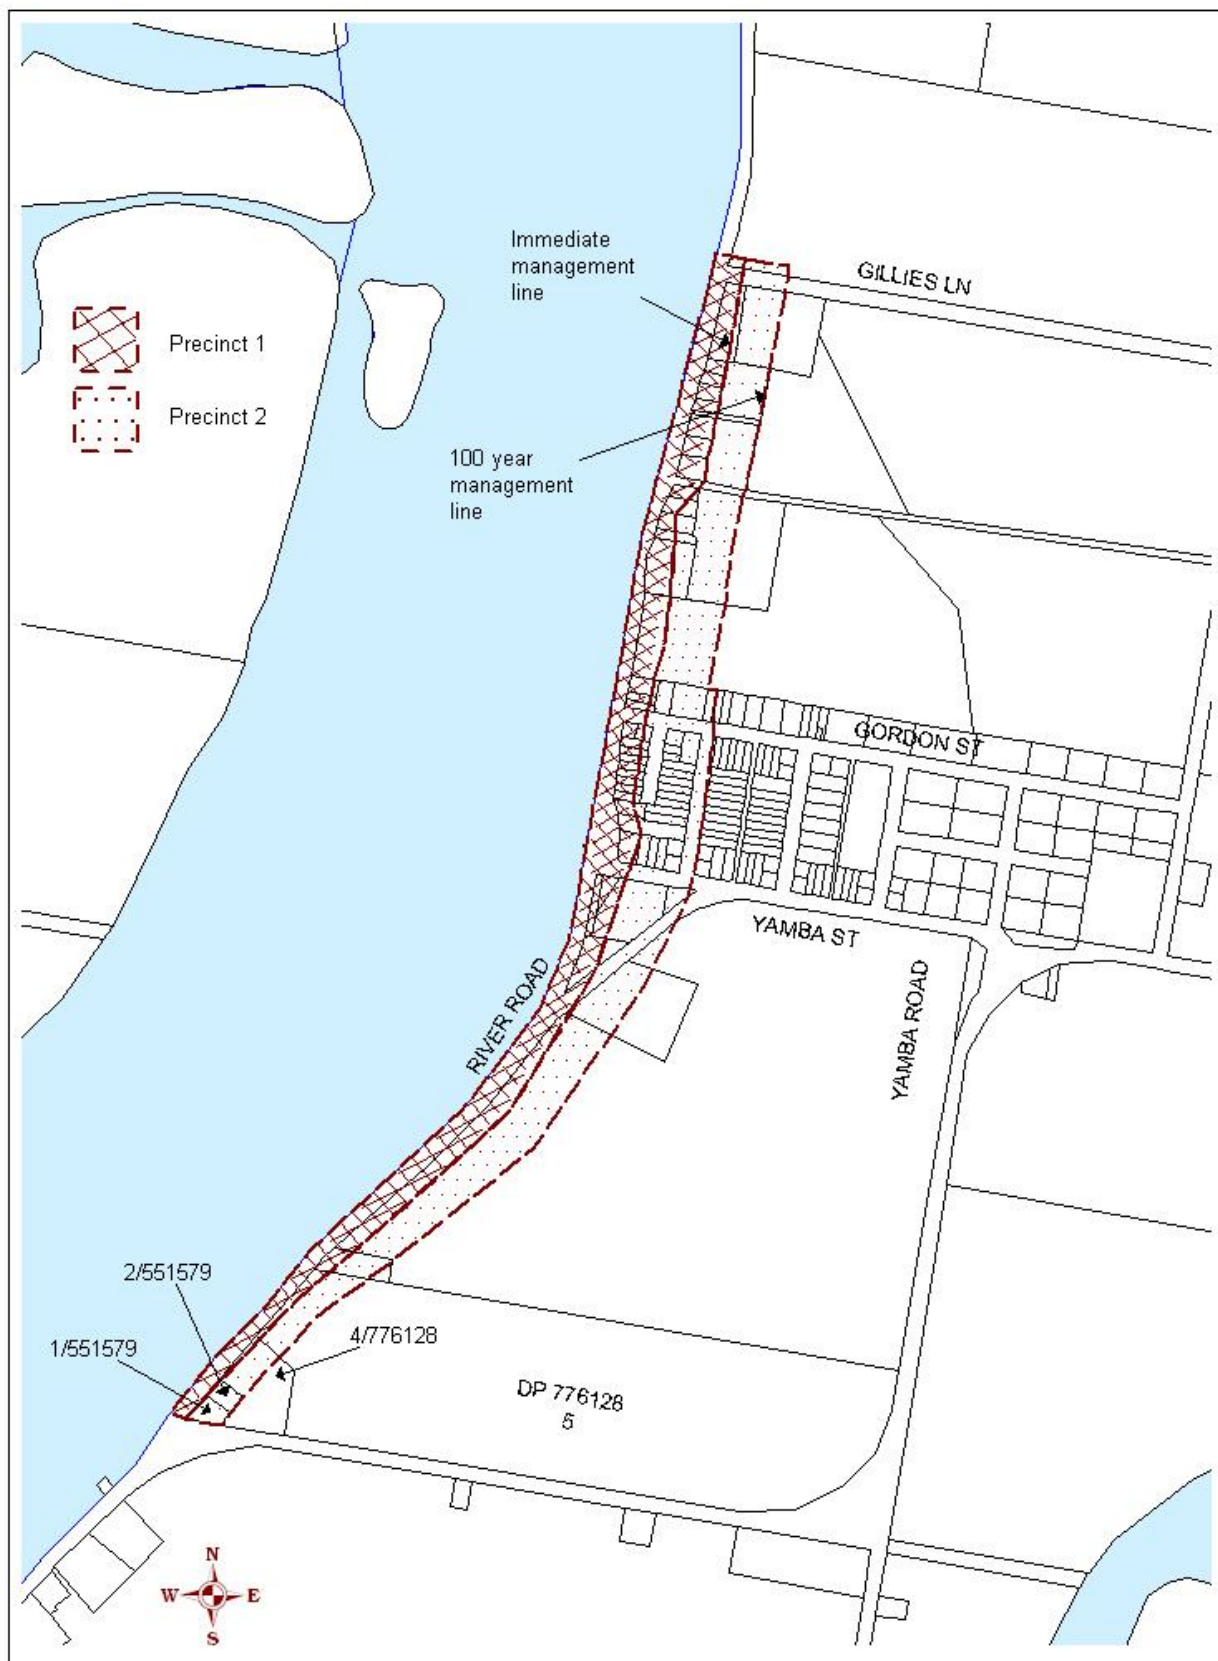 Immediate
management
line
GILLIES LN
Precinct 1
Precinct 2
100 year
management
line
GORDON ST
YAMBA ST
RIVER ROAD
YAMBA ROAD
2/551579
1/551579
4/776128
DP 776128
5
N
W E
S